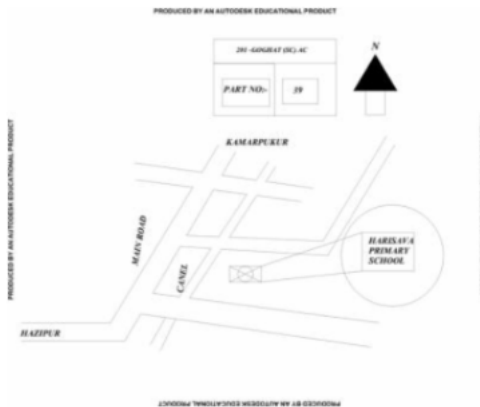 PRODUCED BY AN AUTODESK EDUCATIONAL PRODUCT
201 -GOGHAT (SC) AC
PART NO:-
39
N
KAMARPUKUR
PRODUCED BY AN AUTODESK EDUCATIONAL PRODUCT
MAIN ROAD
CANEL
HARISAVA
PRIMARY
SCHOOL
HAZIPUR
PRODUCED BY AN AUTODESK EDUCATIONAL PRODUCT